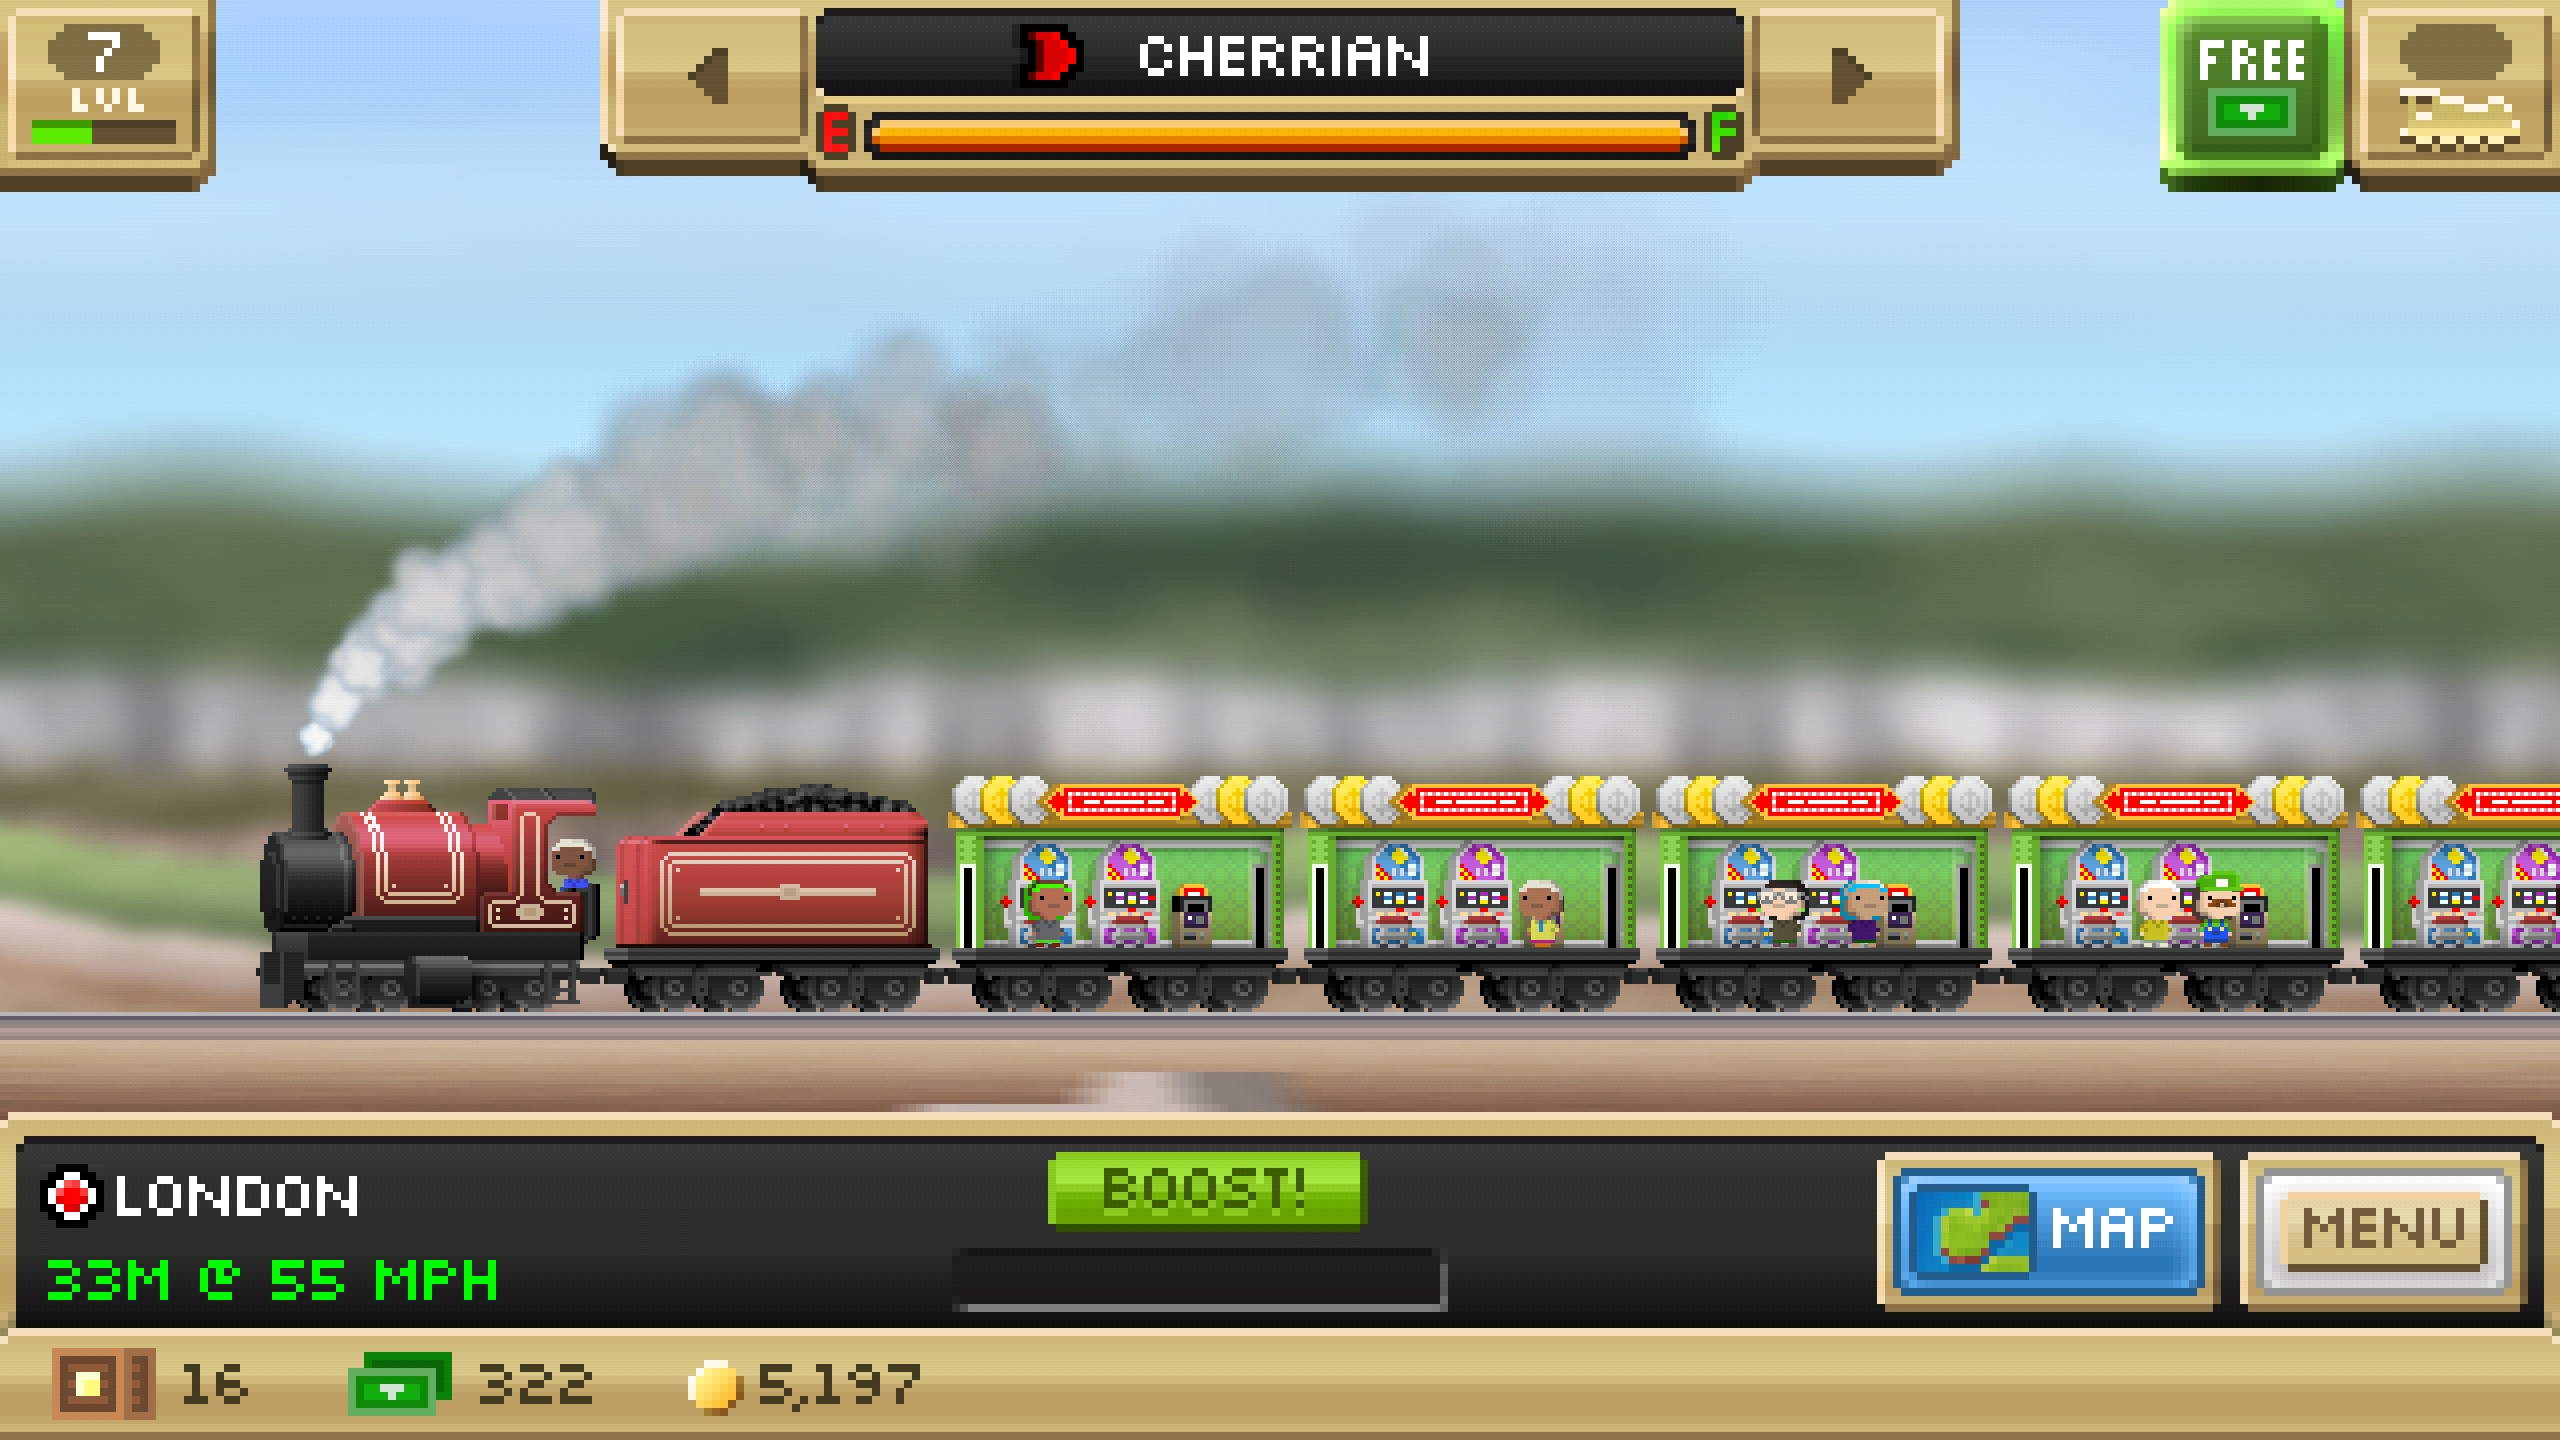 7
LVL
CHERRIAN
E F
FREE
LONDON
33M @ 55 MPH
BOOST!
MAP
MENU
16
322
5,197